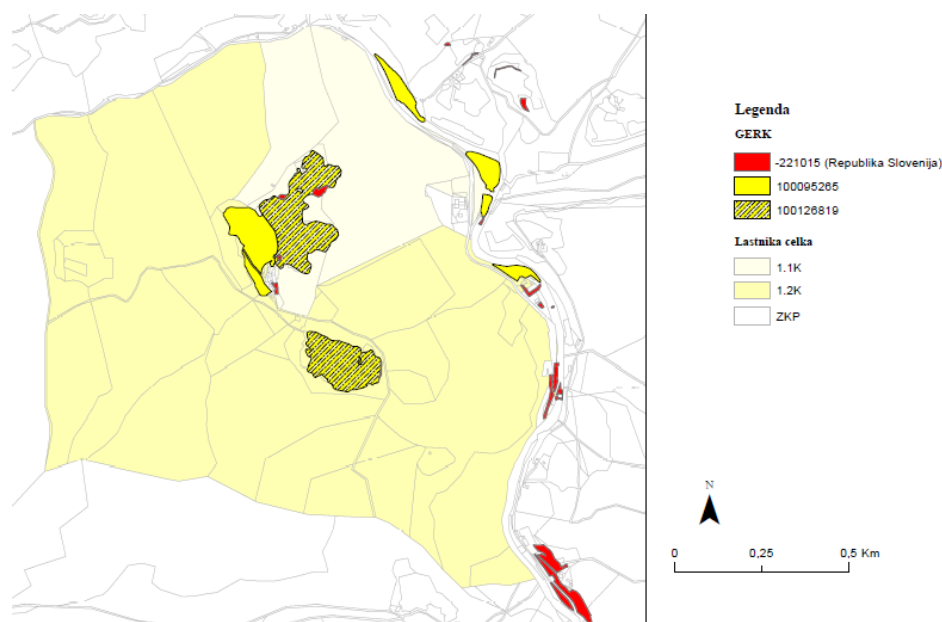 Legenda
GERK
-221015 (Republika Slovenija)
100095265
100126819
Lastnika celka
1.1K
1.2K
ZKP
N
0 0,25 0,5 Km